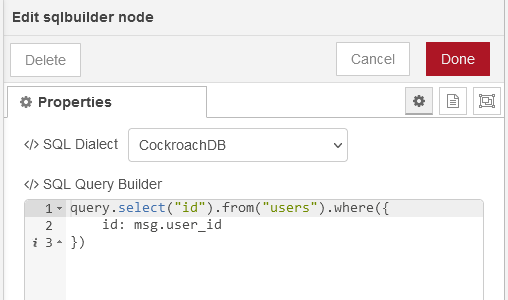 Edit sqlbuilder node
Delete
Cancel
Done
Properties
</> SQL Dialect
CockroachDB
</> SQL Query Builder
1 query.select("id").from("users").where({
2     id: msg.user_id
i 3 })